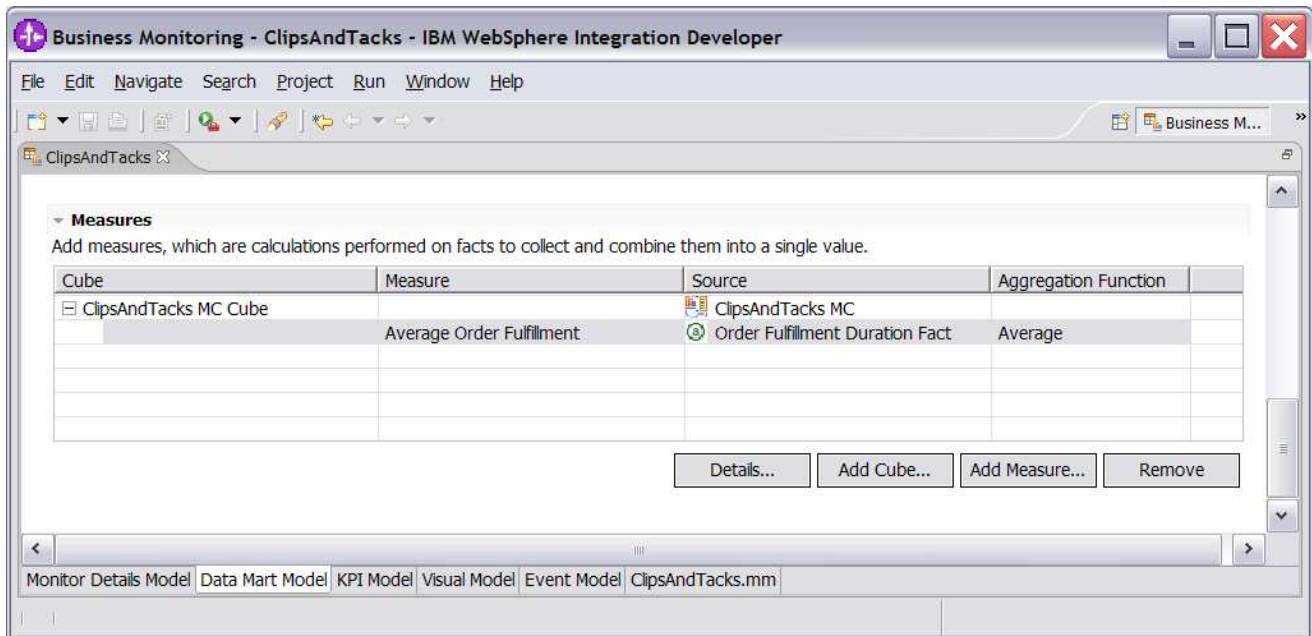 Business Monitoring - ClipsAndTacks - IBM WebSphere Integration Developer
File Edit Navigate Search Project Run Window Help
Business M... »
ClipsAndTacks
Measures
Add measures, which are calculations performed on facts to collect and combine them into a single value.
Cube Measure Source Aggregation Function
ClipsAndTacks MC Cube ClipsAndTacks MC
Average Order Fulfillment Order Fulfillment Duration Fact Average
Details... Add Cube... Add Measure... Remove
Monitor Details Model Data Mart Model KPI Model Visual Model Event Model ClipsAndTacks.mm